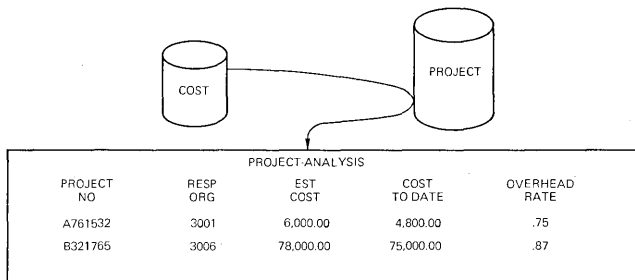 COST
PROJECT
PROJECT-ANALYSIS
PROJECT RESP EST COST OVERHEAD
NO ORG COST TO DATE RATE
A761532 3001 6,000.00 4,800.00 .75
B321765 3006 78,000.00 75,000.00 .87